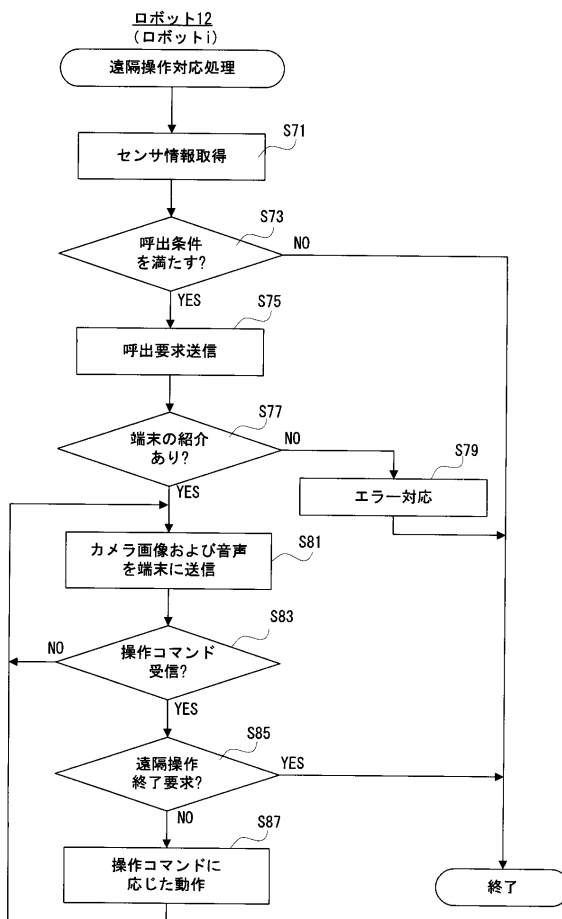 ロボット12
(ロボットi)
遠隔操作対応処理
S71
センサ情報取得
S73
呼出条件
を満たす?
NO
YES
S75
呼出要求送信
S77
端末の紹介
あり?
NO
YES
S79
エラー対応
S81
カメラ画像および音声
を端末に送信
S83
操作コマンド
受信?
NO
YES
S85
遠隔操作
終了要求?
YES
NO
S87
操作コマンドに
応じた動作
終了